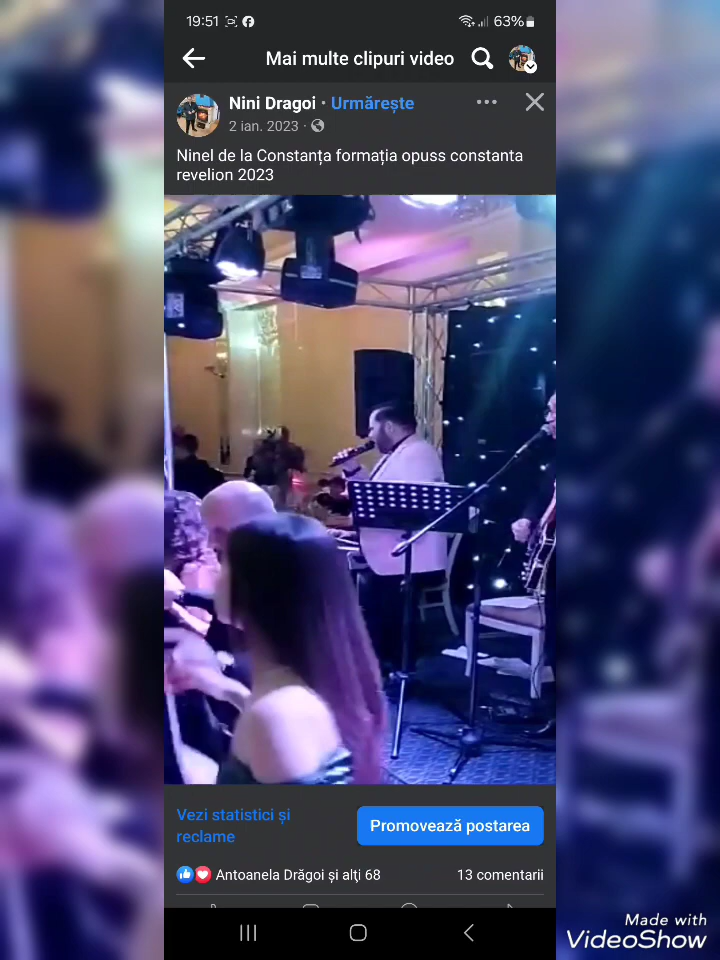 19:51
63%
Mai multe clipuri video
Nini Dragoi · Urmărește
2 ian. 2023 ·
Ninel de la Constanța formația opuss constanta
revelion 2023
Vezi statistici și
reclame
Promovează postarea
Antoanela Drăgoi și alţi 68
13 comentarii
Made with
VideoShow